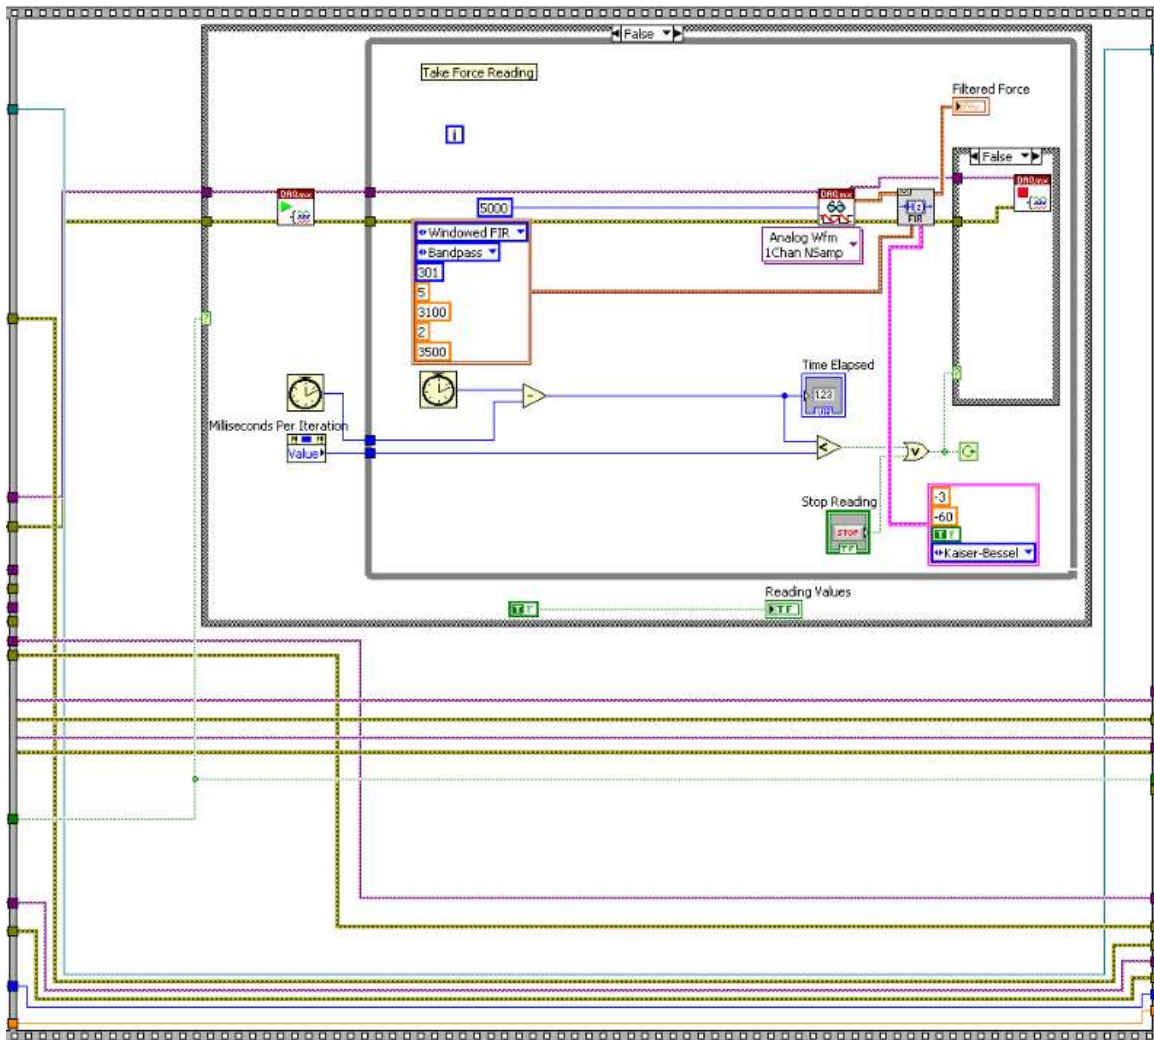 False
Take Force Reading
i
Filtered Force
False
DAQmx
DAQmx
DAQmx
5000
FIR
Windowed FIR
Bandpass
301
5
3100
2
3500
Analog Wfm
1Chan NSamp
?
Time Elapsed
123
?
Milliseconds Per Iteration
Value
-
<
V
Stop Reading
STOP
TF
-3
-60
T F
Kaiser-Bessel
Reading Values
T F
TF